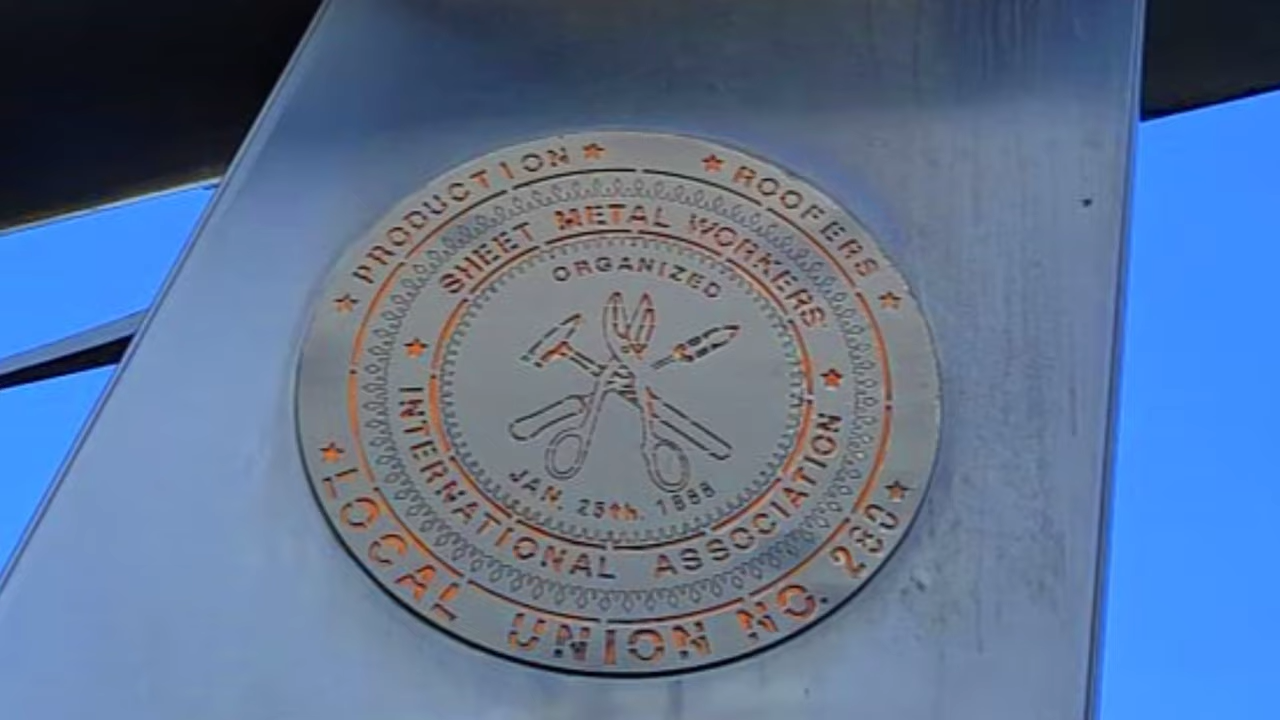 ★ PRODUCTION ★ ★ ROOFERS ★
SHEET METAL WORKERS
★ INTERNATIONAL ASSOCIATION ★
ORGANIZED
JAN. 25th. 1888
★ LOCAL UNION NO. 280 ★